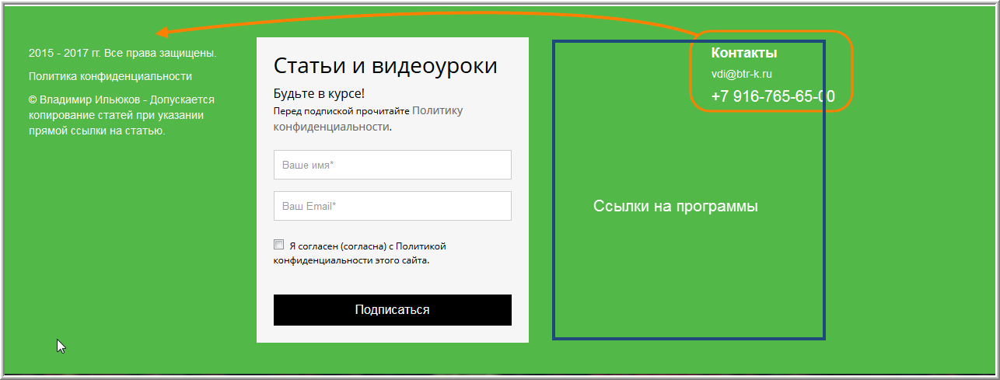 2015 - 2017 гг. Все права защищены.
Политика конфиденциальности
© Владимир Ильюков - Допускается
копирование статей при указании
прямой ссылки на статью.
Статьи и видеоуроки
Будьте в курсе!
Перед подпиской прочитайте Политику
конфиденциальности.
Ваше имя*
Ваш Email*
Я согласен (согласна) с Политикой
конфиденциальности этого сайта.
Подписаться
Контакты
vdi@btr-k.ru
+7 916-765-65-00
Ссылки на программы